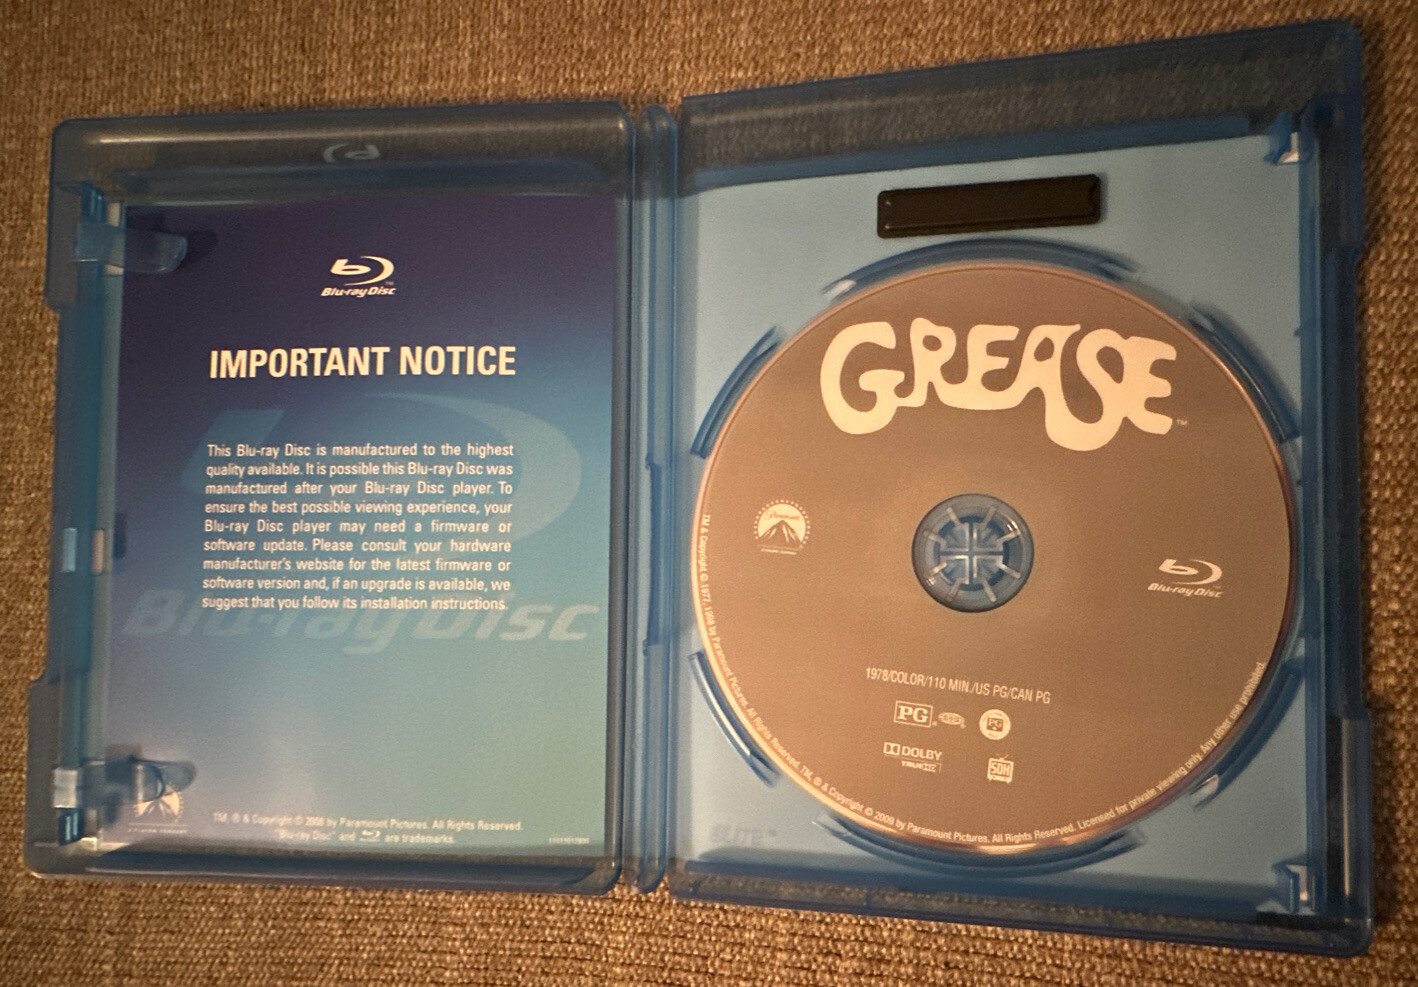 Blu-ray Disc
IMPORTANT NOTICE
This Blu-ray Disc is manufactured to the highest
quality available. It is possible this Blu-ray Disc was
manufactured after your Blu-ray Disc player. To
ensure the best possible viewing experience, your
Blu-ray Disc player may need a firmware or
software update. Please consult your hardware
manufacturer's website for the latest firmware or
software version and, if an upgrade is available, we
suggest that you follow its installation instructions.
Blu-ray Disc
TM, ® & Copyright © 2008 by Paramount Pictures. All Rights Reserved.
"Blu-ray Disc" and are trademarks.
GREASE™
Paramount
Blu-ray Disc
1978/COLOR/110 MIN./US PG/CAN PG
PG PG
DOLBY
TRUE
SDH
TM & Copyright © 1977, 1998 by Paramount Pictures. All Rights Reserved. TM, ® & Copyright © 2009 by Paramount Pictures. All Rights Reserved. Licensed for private viewing only. Any other use prohibited.